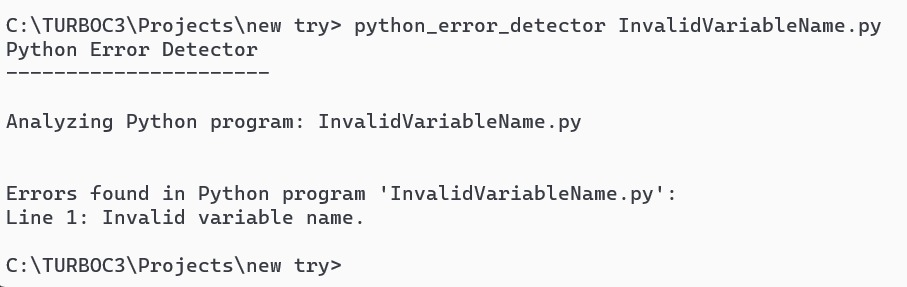 C:\TURBOC3\Projects\new try> python_error_detector InvalidVariableName.py
Python Error Detector
----------------------
Analyzing Python program: InvalidVariableName.py
Errors found in Python program 'InvalidVariableName.py':
Line 1: Invalid variable name.
C:\TURBOC3\Projects\new try>